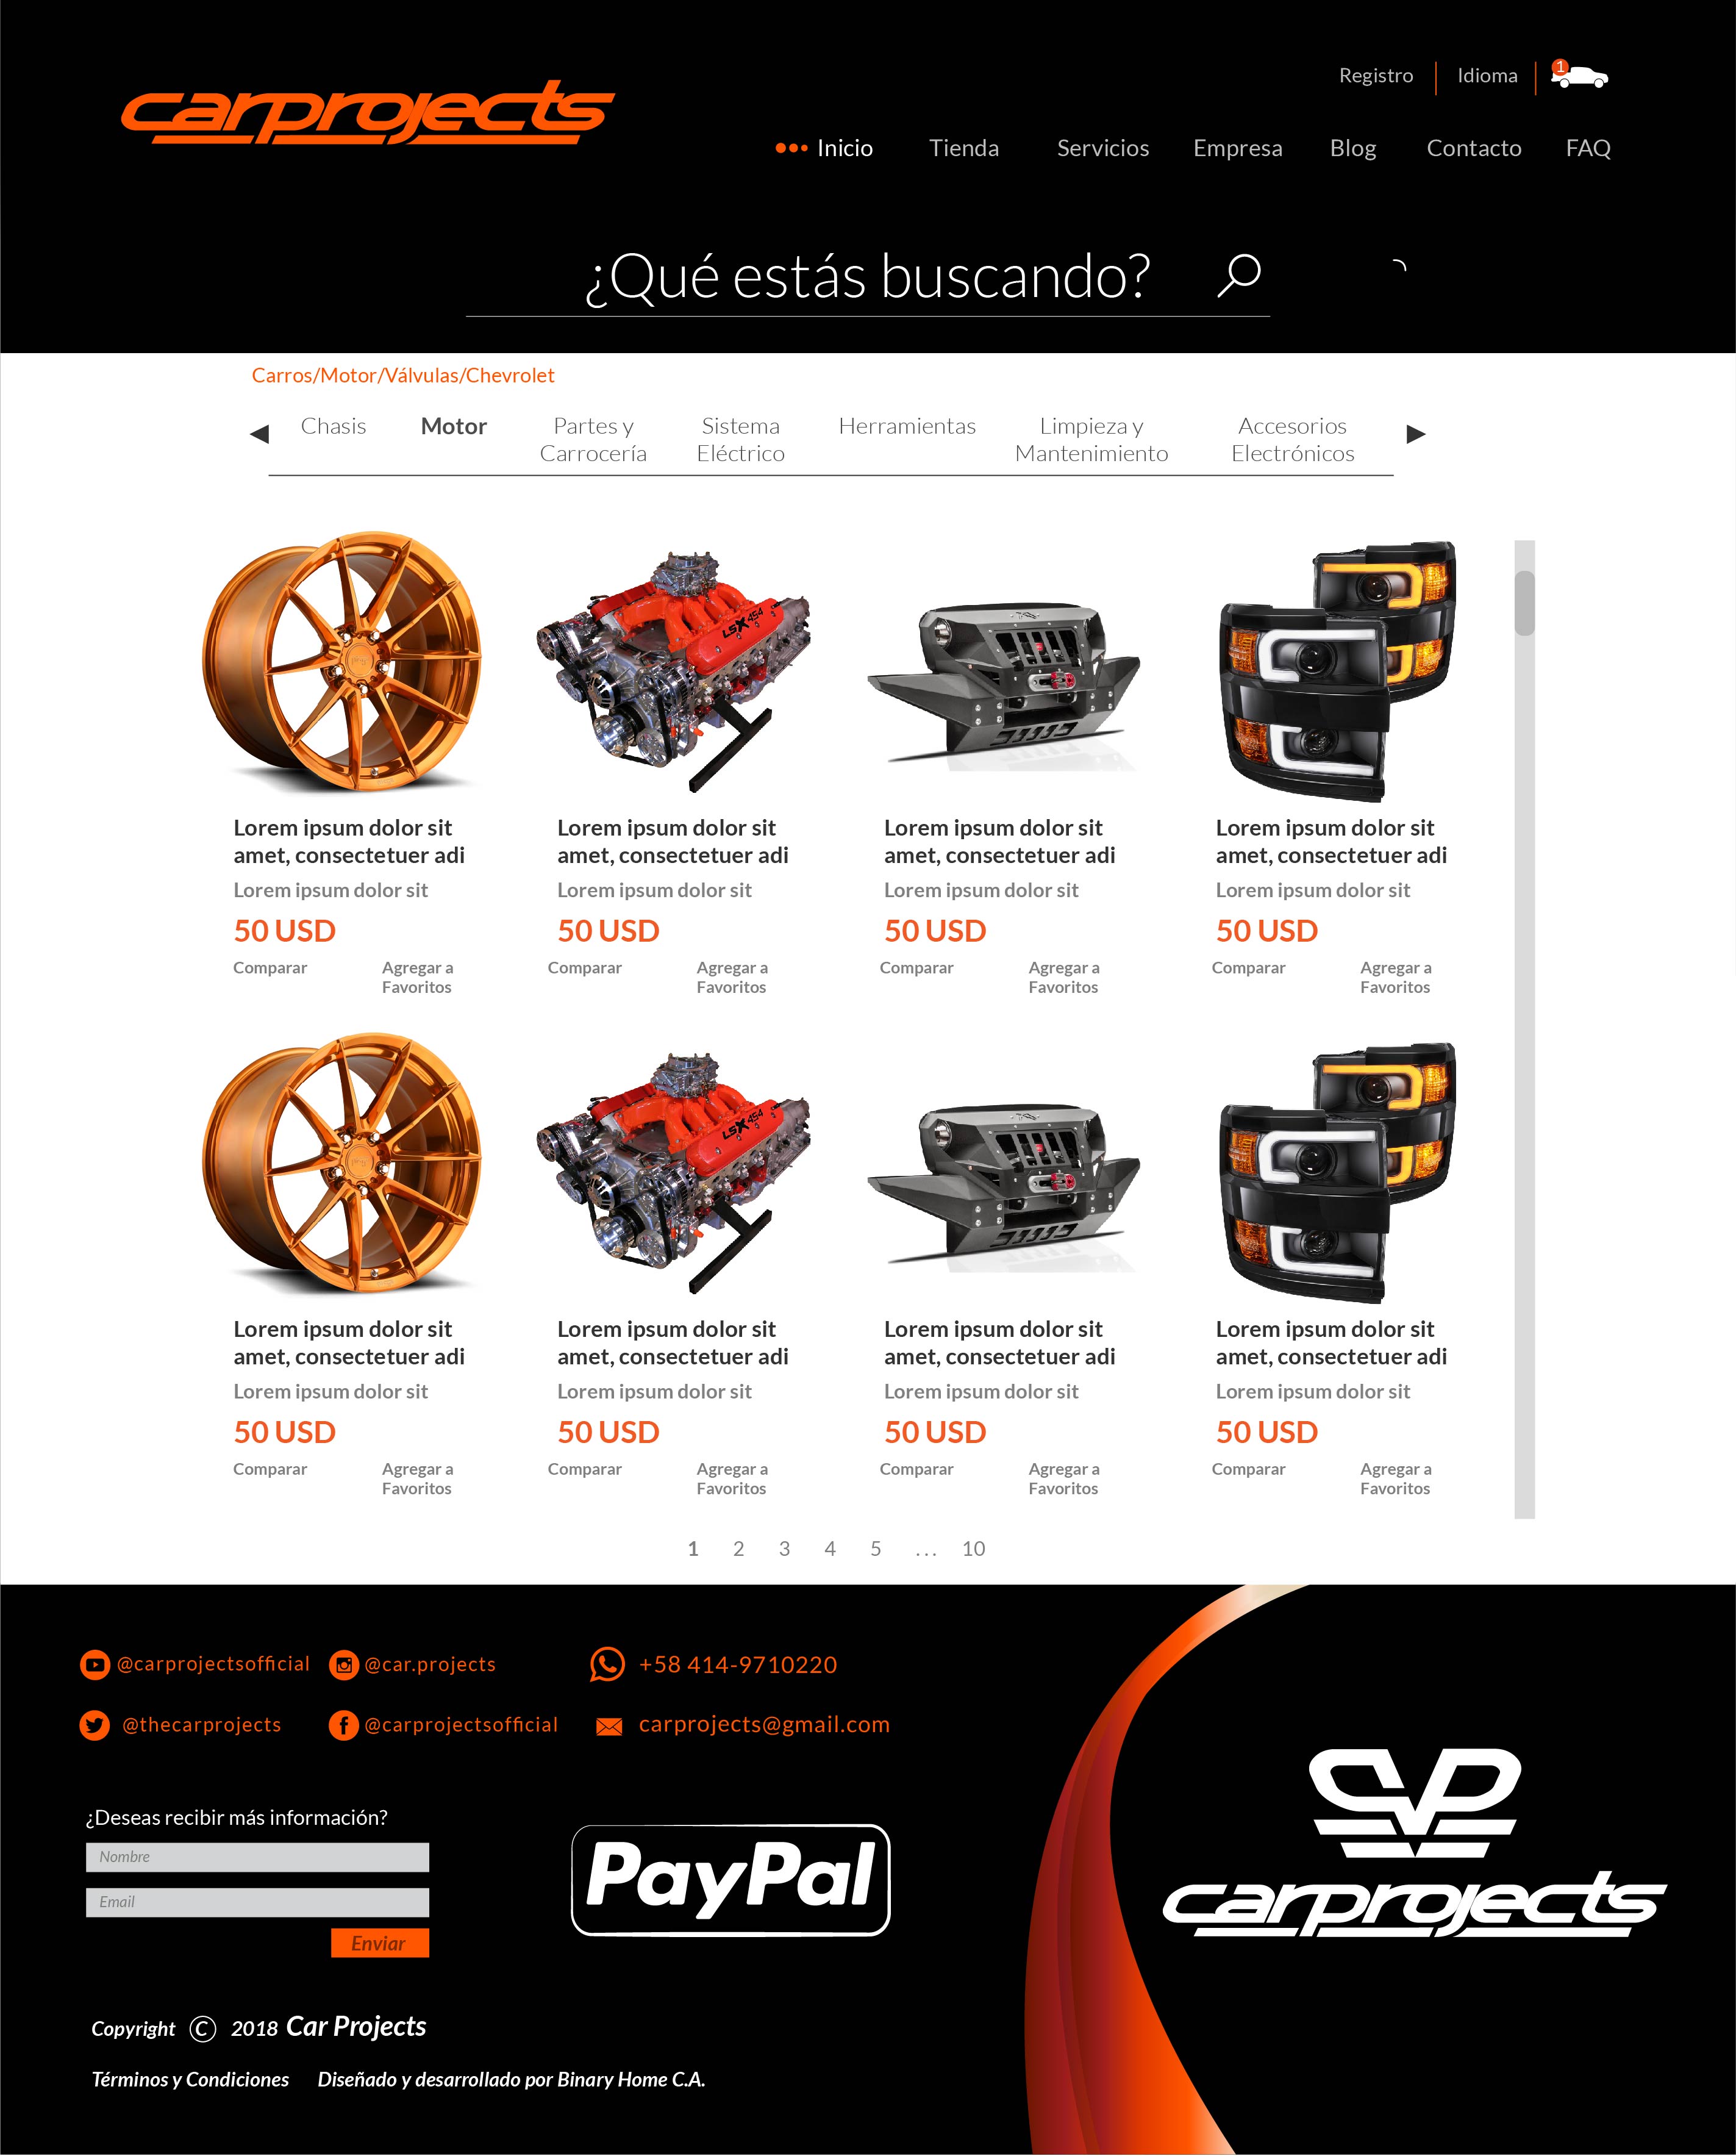 carprojects
Registro Idioma 1
Inicio Tienda Servicios Empresa Blog Contacto FAQ
¿Qué estás buscando?
Carros/Motor/Válvulas/Chevrolet
Chasis Motor Partes y Sistema Herramientas Limpieza y Accesorios
Carrocería Eléctrico Mantenimiento Electrónicos
LSX 454
Lorem ipsum dolor sit Lorem ipsum dolor sit Lorem ipsum dolor sit Lorem ipsum dolor sit
amet, consectetuer adi amet, consectetuer adi amet, consectetuer adi amet, consectetuer adi
Lorem ipsum dolor sit Lorem ipsum dolor sit Lorem ipsum dolor sit Lorem ipsum dolor sit
50 USD 50 USD 50 USD 50 USD
Comparar Agregar a Comparar Agregar a Comparar Agregar a Comparar Agregar a
Favoritos Favoritos Favoritos Favoritos
LSX 454
Lorem ipsum dolor sit Lorem ipsum dolor sit Lorem ipsum dolor sit Lorem ipsum dolor sit
amet, consectetuer adi amet, consectetuer adi amet, consectetuer adi amet, consectetuer adi
Lorem ipsum dolor sit Lorem ipsum dolor sit Lorem ipsum dolor sit Lorem ipsum dolor sit
50 USD 50 USD 50 USD 50 USD
Comparar Agregar a Comparar Agregar a Comparar Agregar a Comparar Agregar a
Favoritos Favoritos Favoritos Favoritos
1 2 3 4 5 ... 10
@carprojectsofficial @car.projects +58 414-9710220
@thecarprojects @carprojectsofficial carprojects@gmail.com
¿Deseas recibir más información?
Nombre
Email
Enviar
PayPal
carprojects
Copyright © 2018 Car Projects
Términos y Condiciones Diseñado y desarrollado por Binary Home C.A.